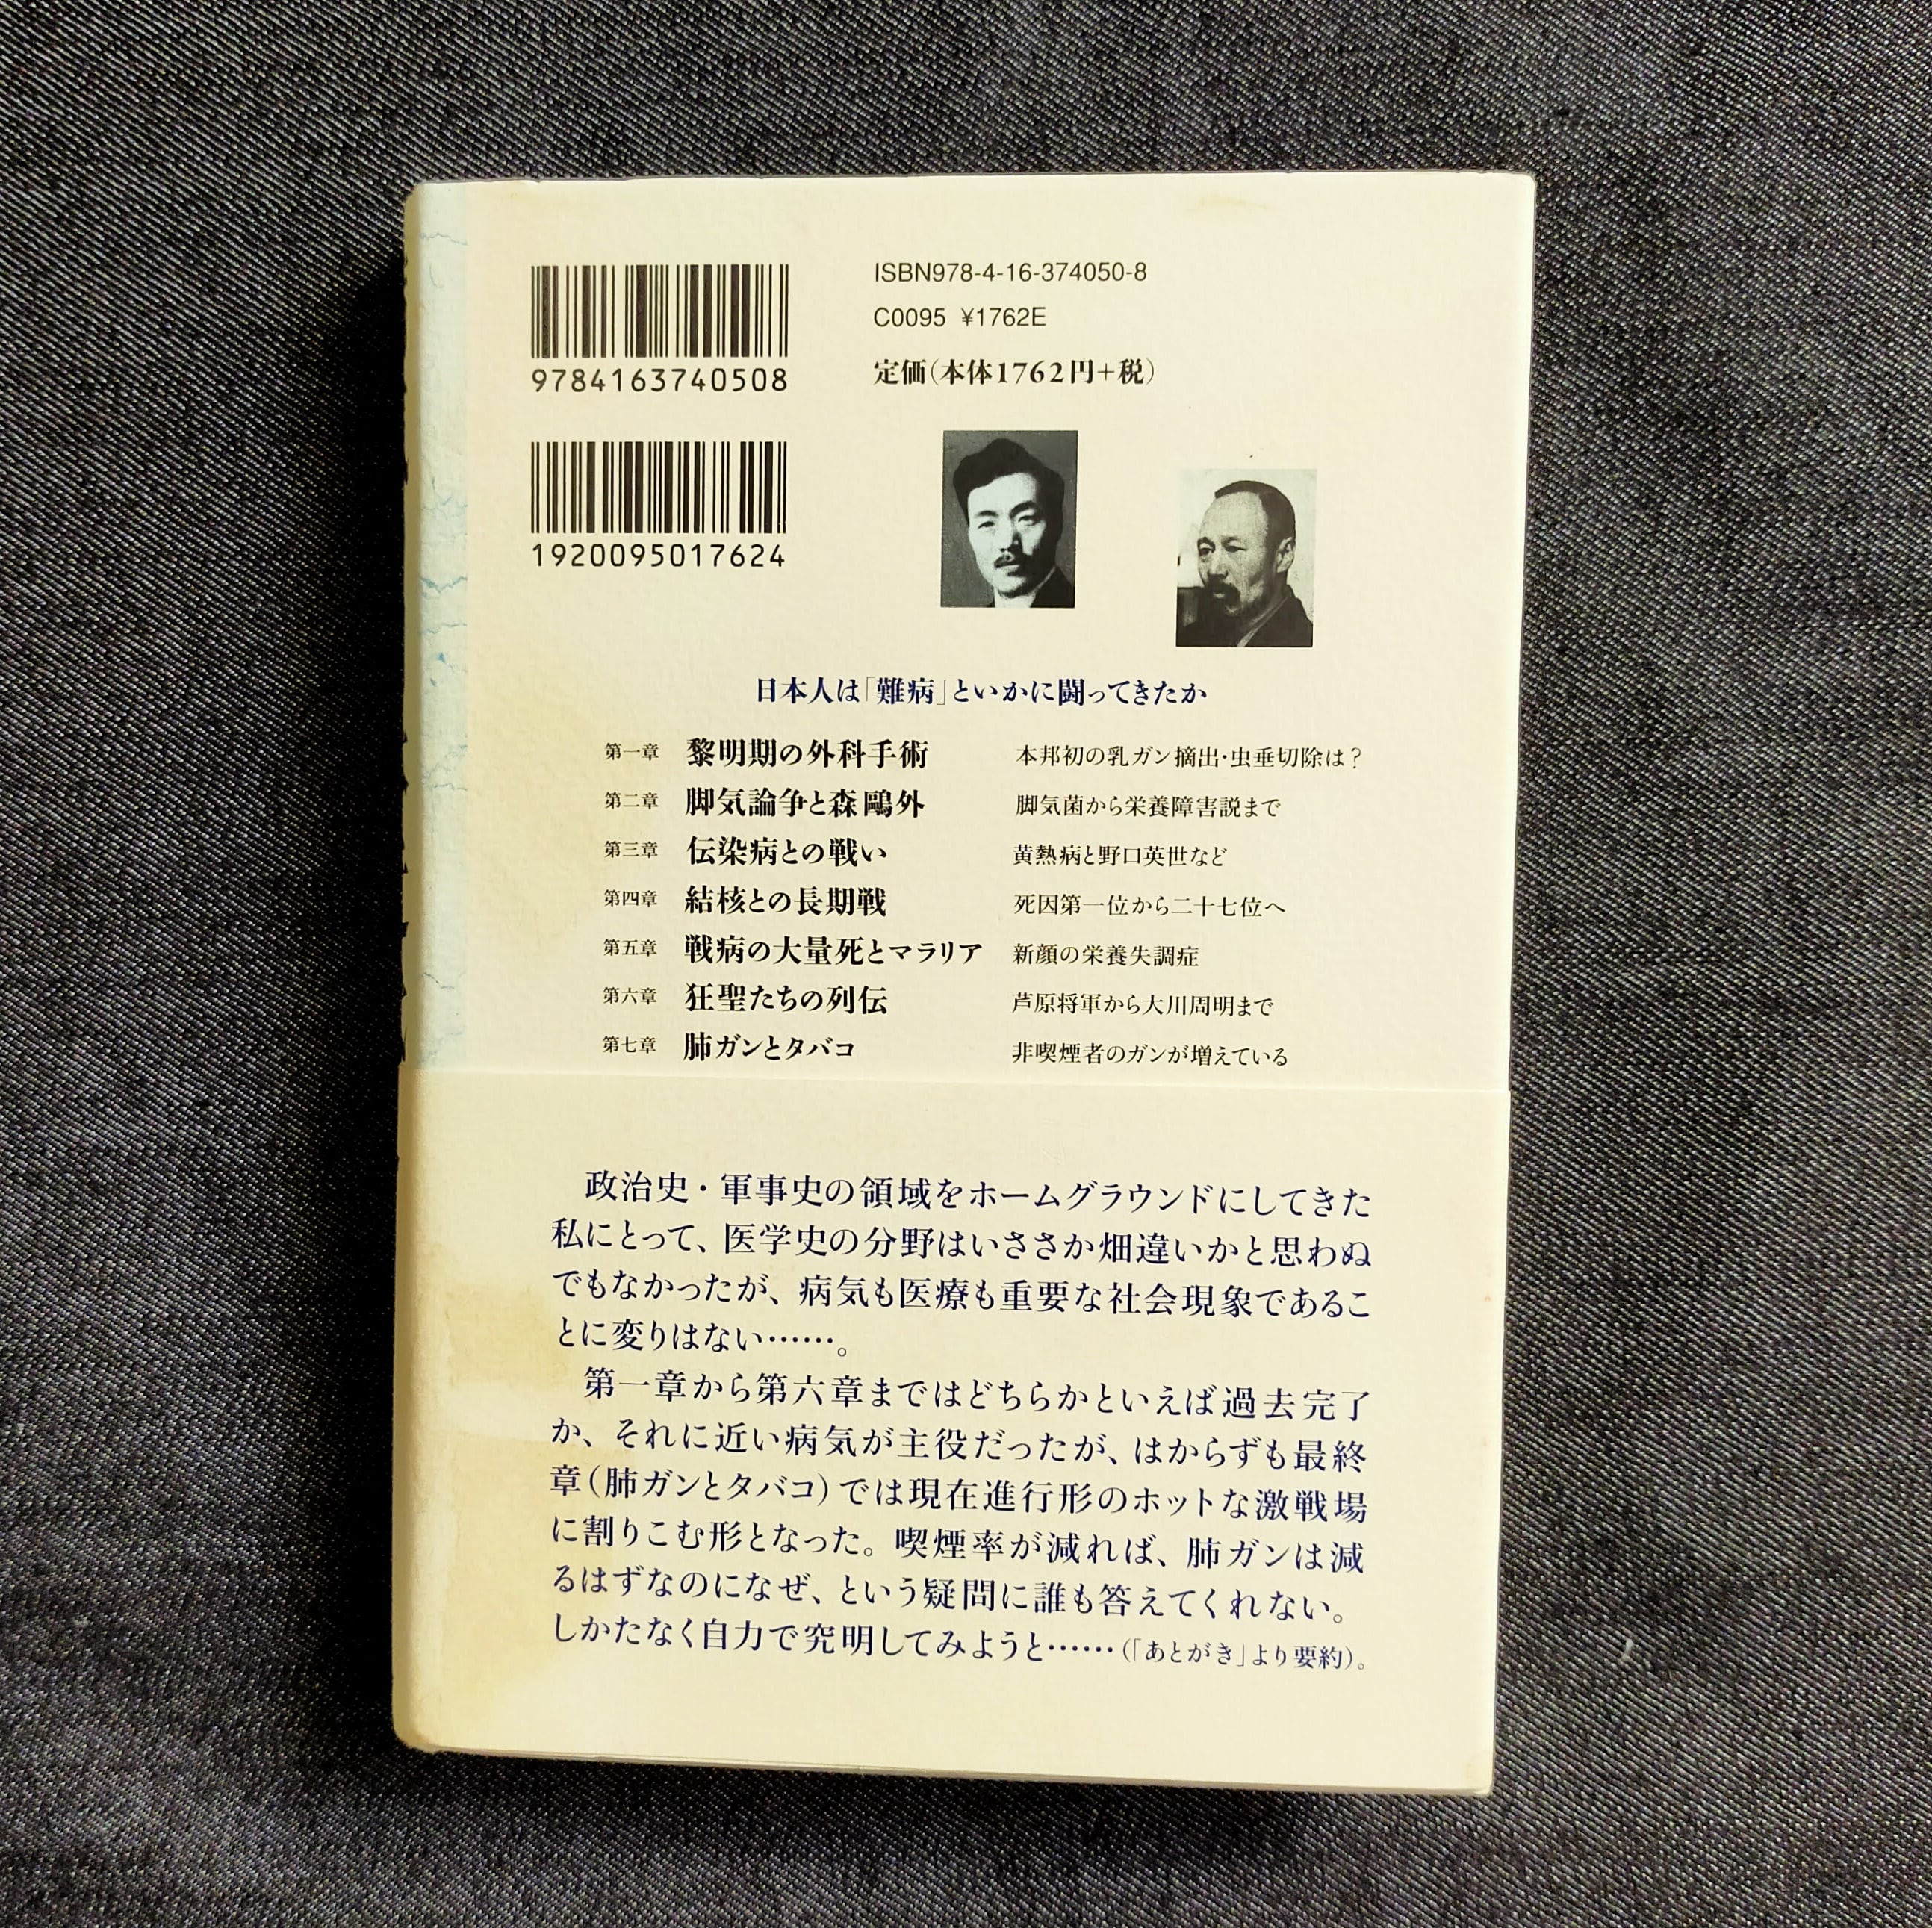 ISBN978-4-16-374050-8
C0095 ¥1762E
定価(本体1762円+税)
9784163740508
1920095017624
日本人は「難病」といかに闘ってきたか
第一章 黎明期の外科手術 本邦初の乳ガン摘出・虫垂切除は?
第二章 脚気論争と森鷗外 脚気菌から栄養障害説まで
第三章 伝染病との戦い 黄熱病と野口英世など
第四章 結核との長期戦 死因第一位から二十七位へ
第五章 戦病の大量死とマラリア 新顔の栄養失調症
第六章 狂聖たちの列伝 芦原将軍から大川周明まで
第七章 肺ガンとタバコ 非喫煙者のガンが増えている
政治史・軍事史の領域をホームグラウンドにしてきた
私にとって、医学史の分野はいささか畑違いかと思わぬ
でもなかったが、病気も医療も重要な社会現象であるこ
とに変りはない……。
第一章から第六章まではどちらかといえば過去完了
か、それに近い病気が主役だったが、はからずも最終
章(肺ガンとタバコ)では現在進行形のホットな激戦場
に割りこむ形となった。喫煙率が減れば、肺ガンは減
るはずなのになぜ、という疑問に誰も答えてくれない。
しかたなく自力で究明してみようと……(「あとがき」より要約)。